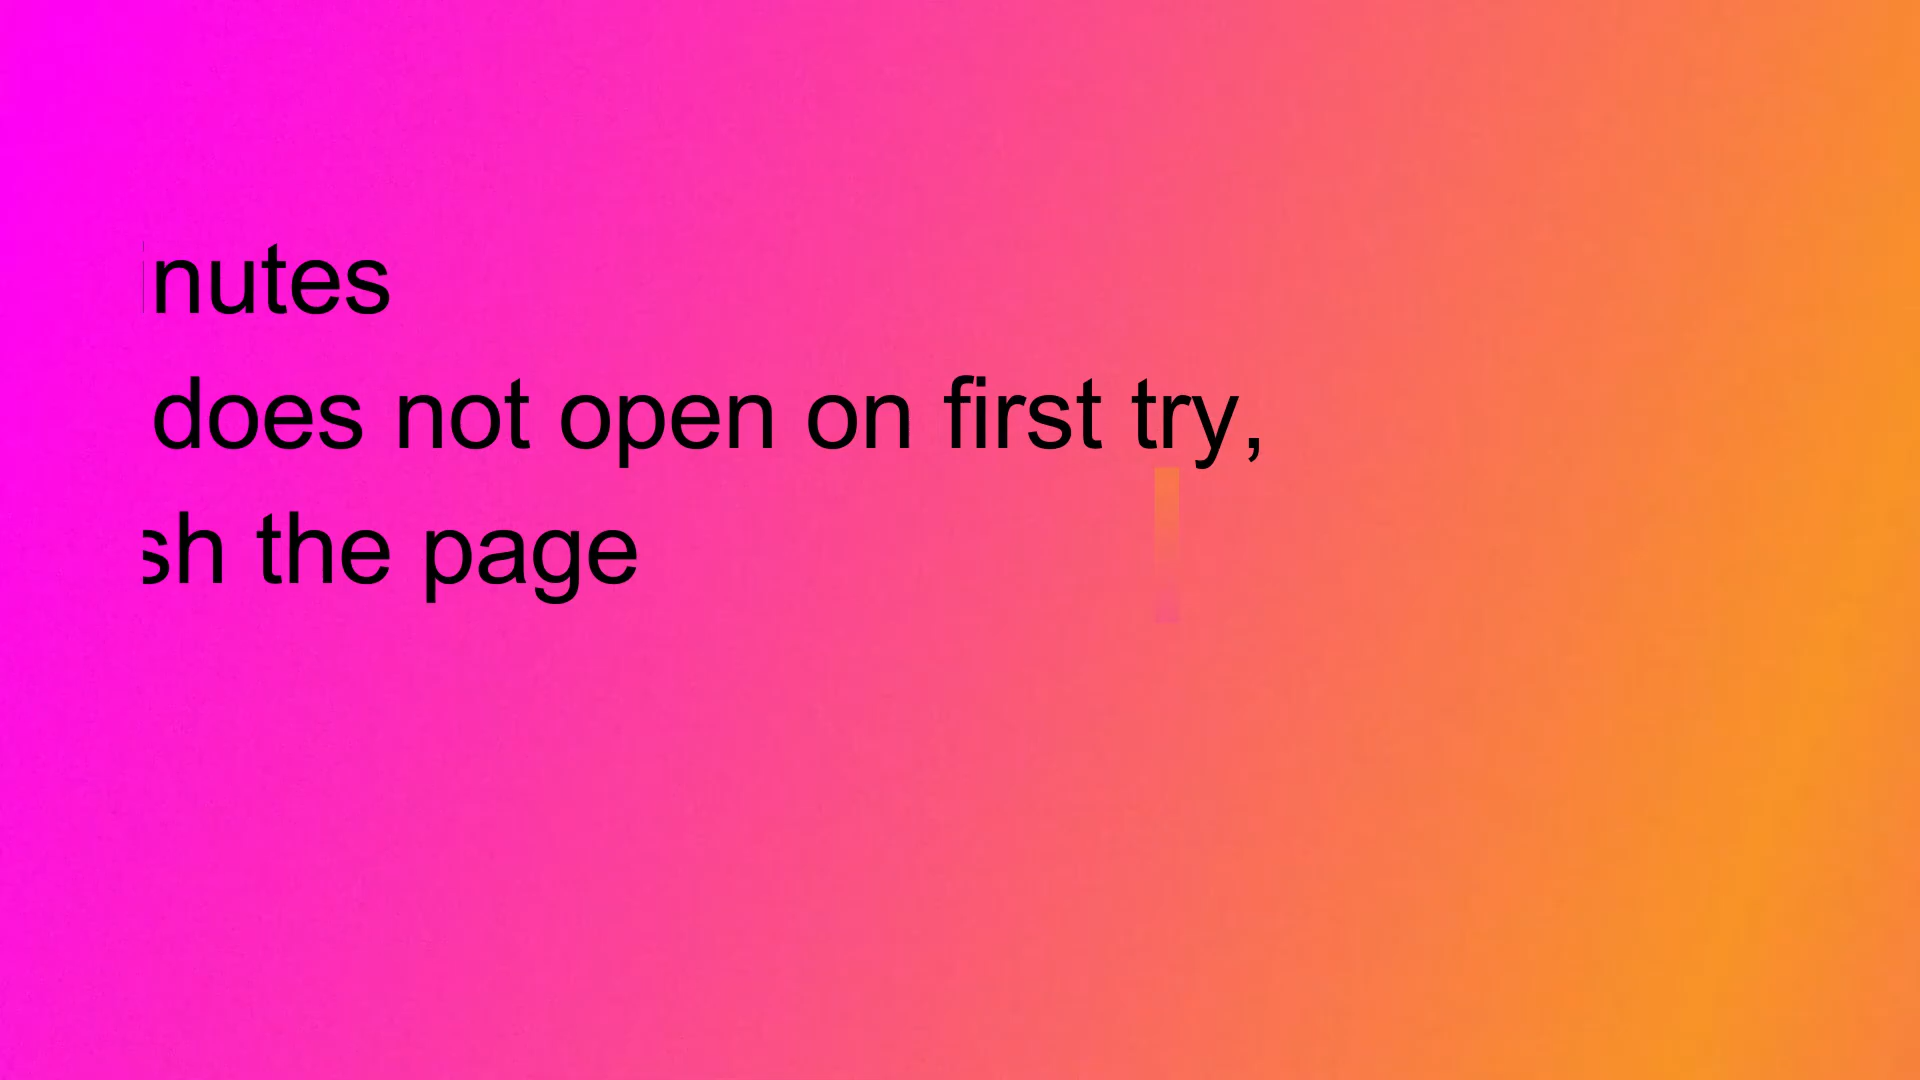 nutes
does not open on first try,
sh the page